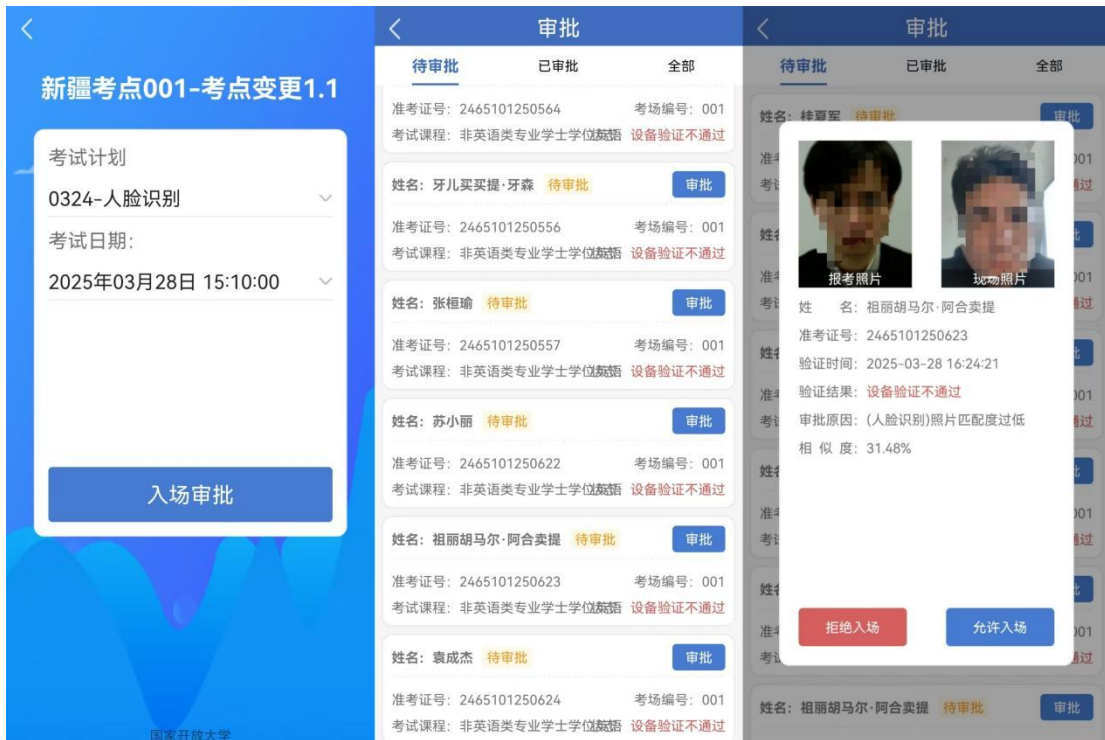 新疆考点001-考点变更1.1
考试计划
0324-人脸识别
考试日期:
2025年03月28日 15:10:00
入场审批
国家开放大学
审批
待审批 已审批 全部
准考证号: 2465101250564 考场编号: 001
考试课程: 非英语类专业学士学位 设备验证不通过
姓名: 牙儿买买提·牙森 待审批 审批
准考证号: 2465101250556 考场编号: 001
考试课程: 非英语类专业学士学位 设备验证不通过
姓名: 张桓瑜 待审批 审批
准考证号: 2465101250557 考场编号: 001
考试课程: 非英语类专业学士学位 设备验证不通过
姓名: 苏小丽 待审批 审批
准考证号: 2465101250622 考场编号: 001
考试课程: 非英语类专业学士学位 设备验证不通过
姓名: 祖丽胡马尔·阿合卖提 待审批 审批
准考证号: 2465101250623 考场编号: 001
考试课程: 非英语类专业学士学位 设备验证不通过
姓名: 袁成杰 待审批 审批
准考证号: 2465101250624 考场编号: 001
考试课程: 非英语类专业学士学位 设备验证不通过
审批
待审批 已审批 全部
姓名: 桂夏军 待审批 审批
报考照片 现场照片
姓 名: 祖丽胡马尔·阿合卖提
准考证号: 2465101250623
验证时间: 2025-03-28 16:24:21
验证结果: 设备验证不通过
审批原因: (人脸识别)照片匹配度过低
相 似 度: 31.48%
拒绝入场 允许入场
姓名: 祖丽胡马尔·阿合卖提 待审批 审批